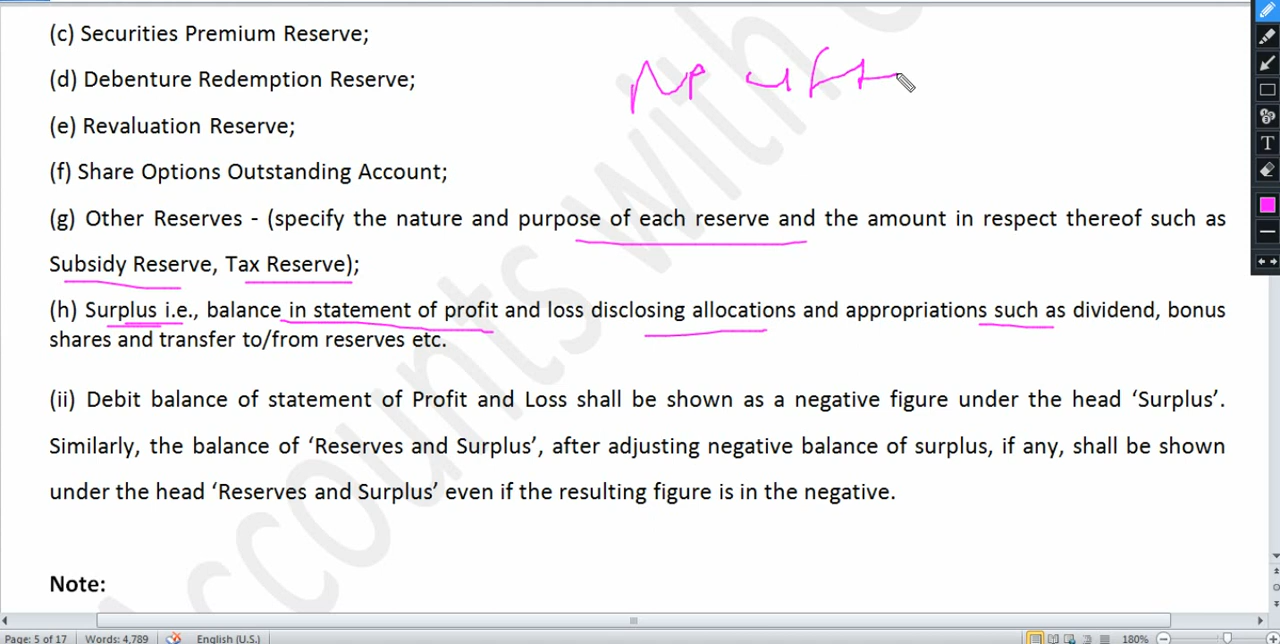 (c) Securities Premium Reserve;
(d) Debenture Redemption Reserve;
(e) Revaluation Reserve;
(f) Share Options Outstanding Account;
(g) Other Reserves - (specify the nature and purpose of each reserve and the amount in respect thereof such as
Subsidy Reserve, Tax Reserve);
(h) Surplus i.e., balance in statement of profit and loss disclosing allocations and appropriations such as dividend, bonus
shares and transfer to/from reserves etc.
(ii) Debit balance of statement of Profit and Loss shall be shown as a negative figure under the head ‘Surplus’.
Similarly, the balance of ‘Reserves and Surplus’, after adjusting negative balance of surplus, if any, shall be shown
under the head ‘Reserves and Surplus’ even if the resulting figure is in the negative.
Note:
Accounts with
Page: 5 of 17 Words: 4,789 English (U.S.) 180%